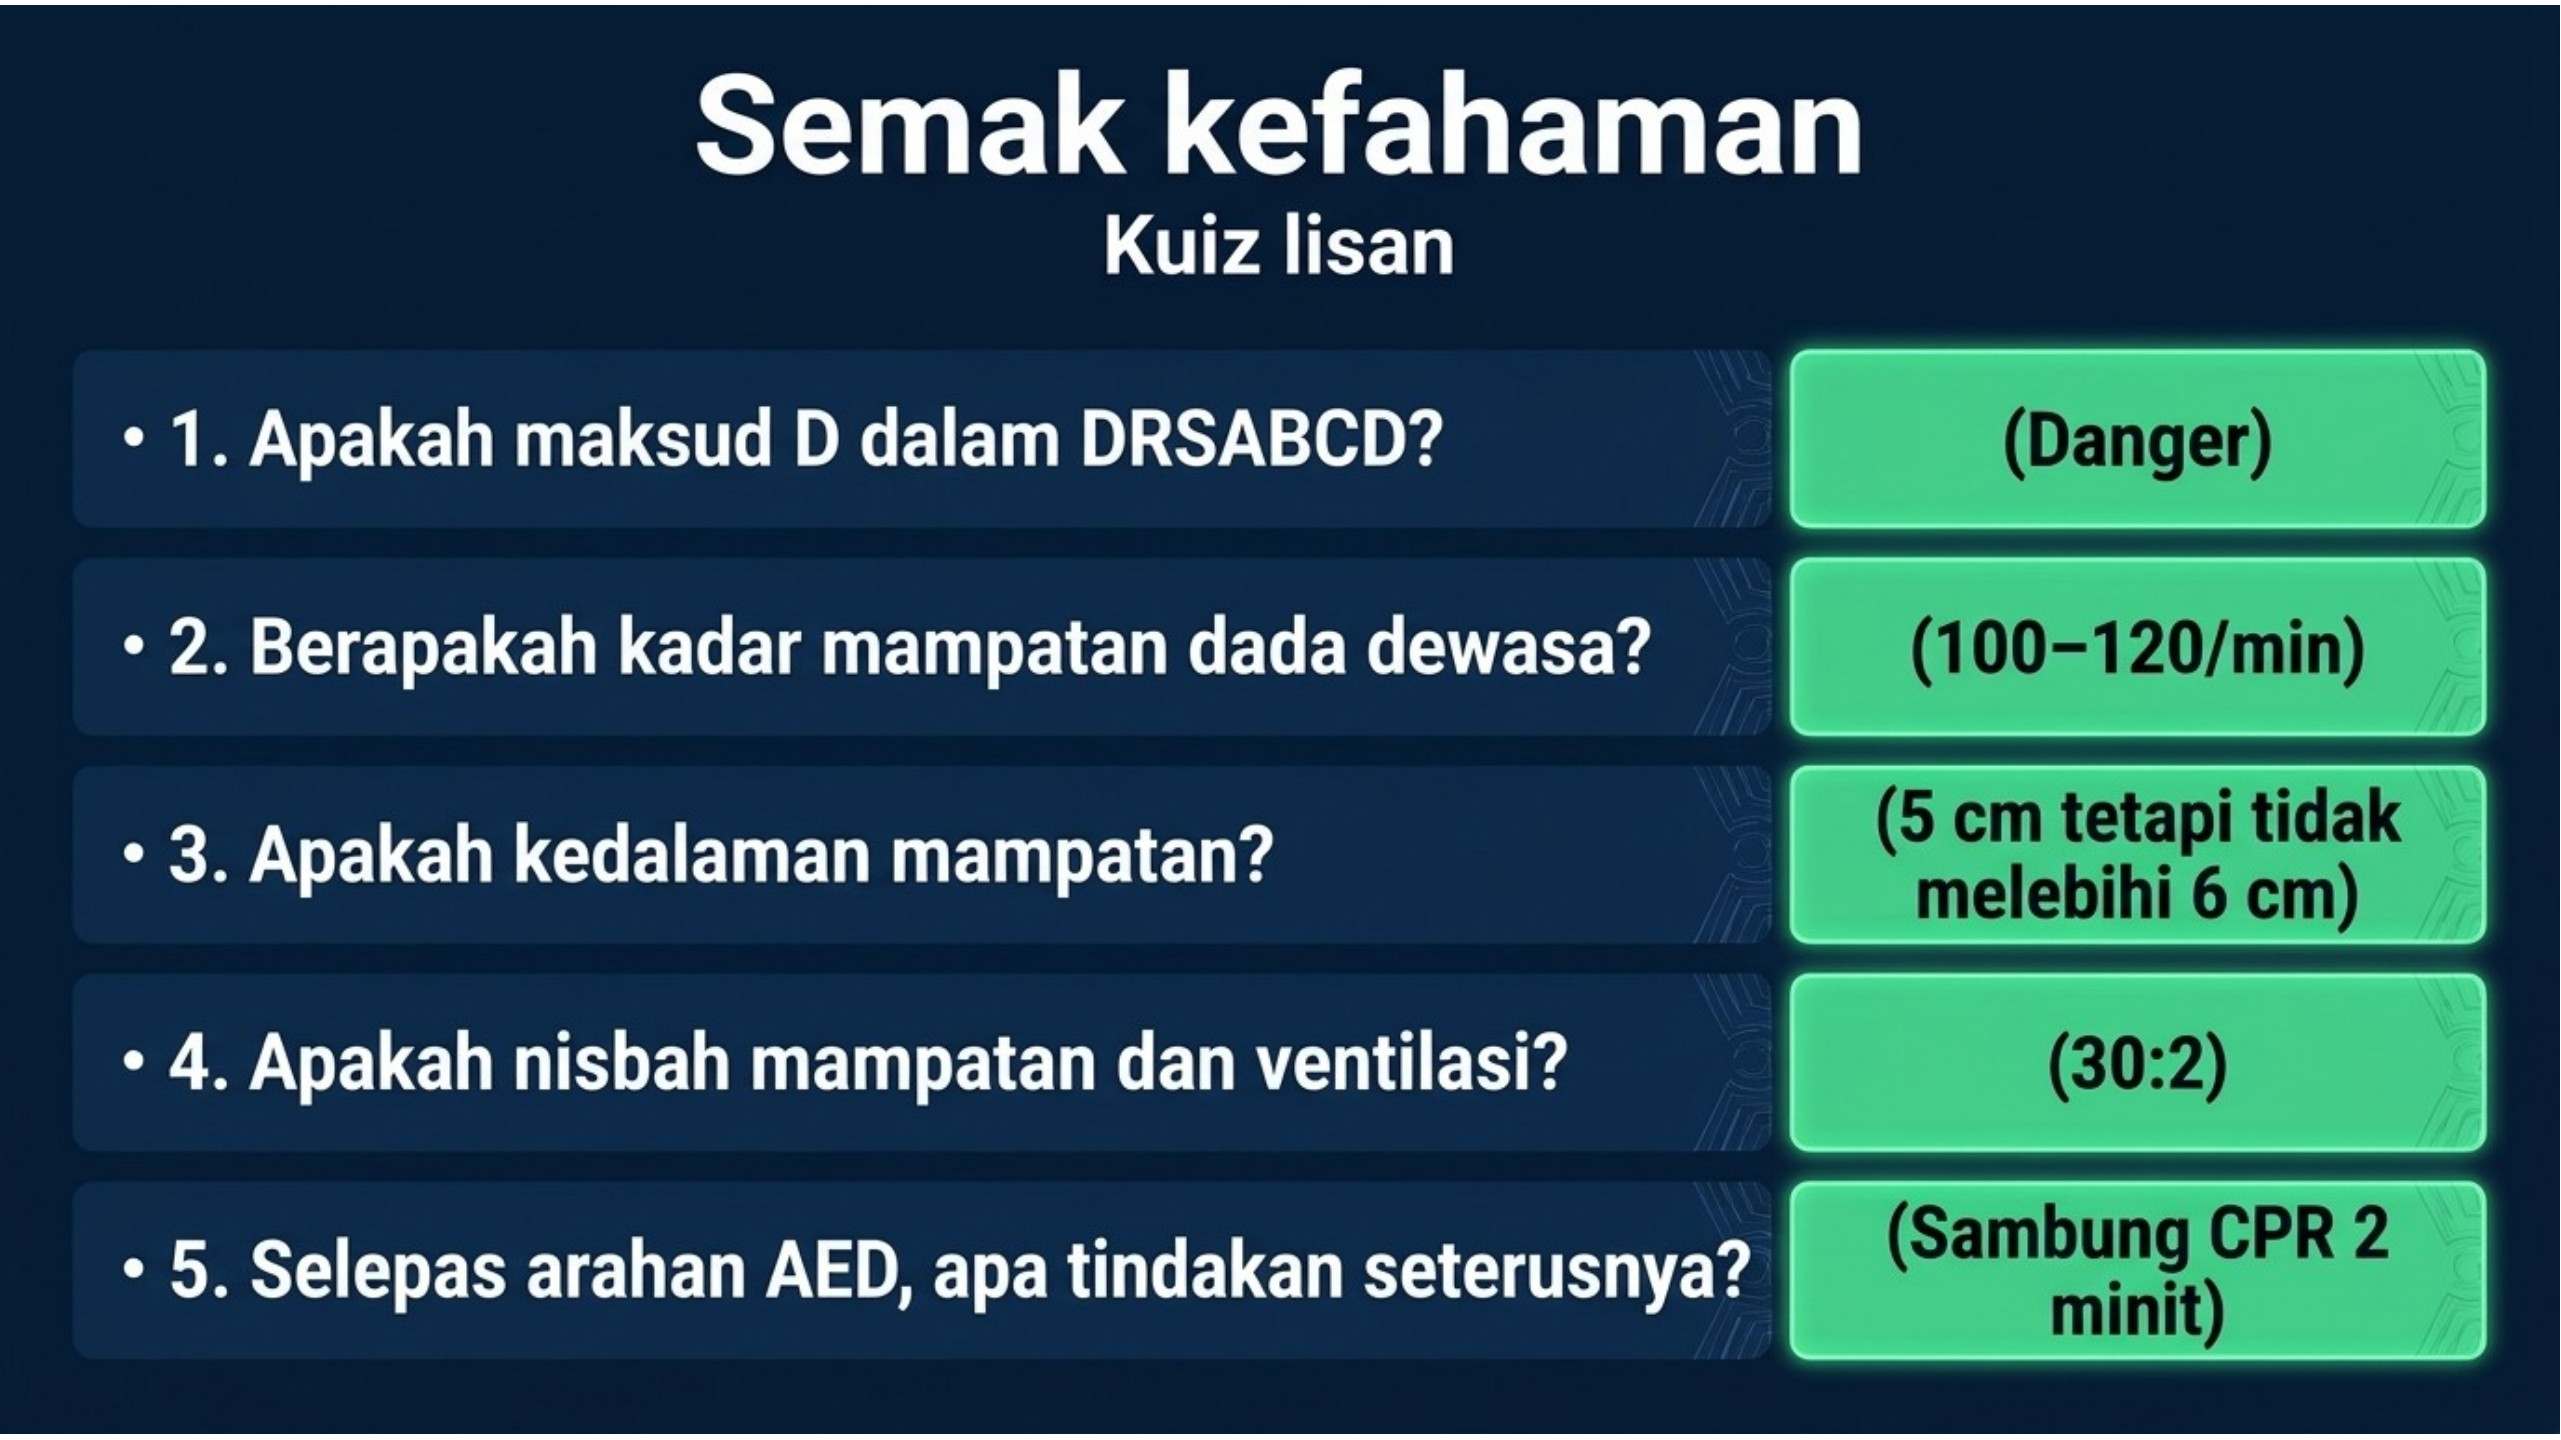 Semak kefahaman
Kuiz lisan
• 1. Apakah maksud D dalam DRSABCD?
(Danger)
• 2. Berapakah kadar mampatan dada dewasa?
(100–120/min)
• 3. Apakah kedalaman mampatan?
(5 cm tetapi tidak
melebihi 6 cm)
• 4. Apakah nisbah mampatan dan ventilasi?
(30:2)
• 5. Selepas arahan AED, apa tindakan seterusnya?
(Sambung CPR 2
minit)